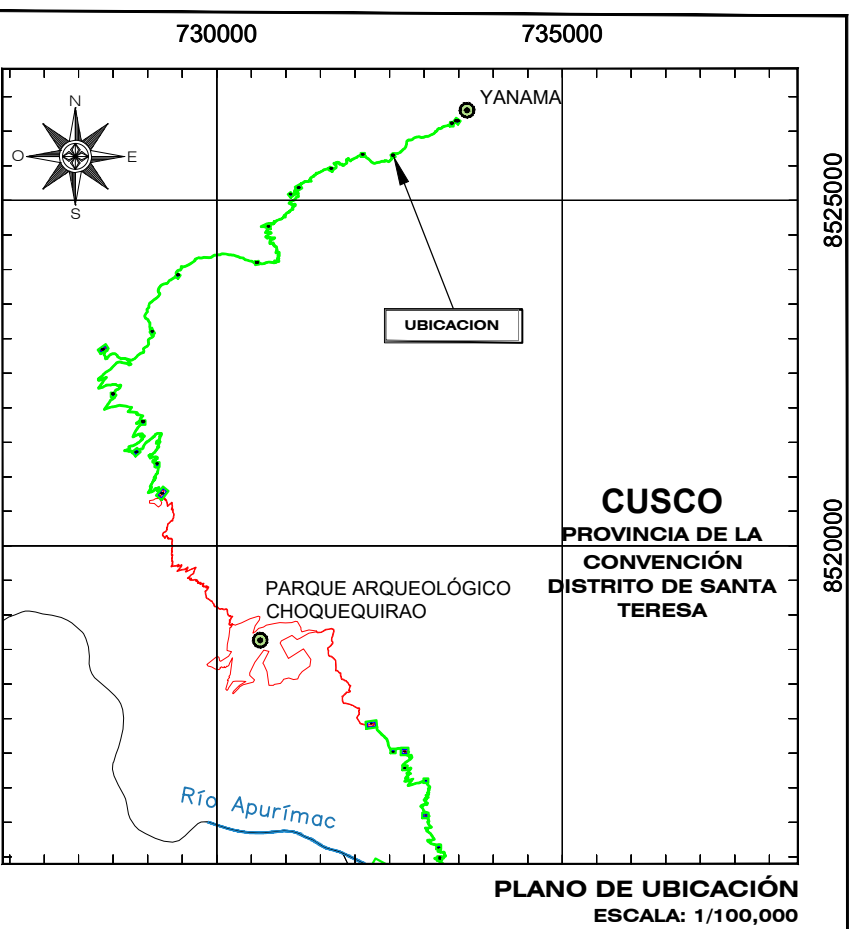 730000
735000
YANAMA
N
O
E
S
8525000
UBICACION
CUSCO
PROVINCIA DE LA
CONVENCIÓN
DISTRITO DE SANTA
TERESA
8520000
PARQUE ARQUEOLÓGICO
CHOQUEQUIRAO
Río Apurímac
PLANO DE UBICACIÓN
ESCALA: 1/100,000